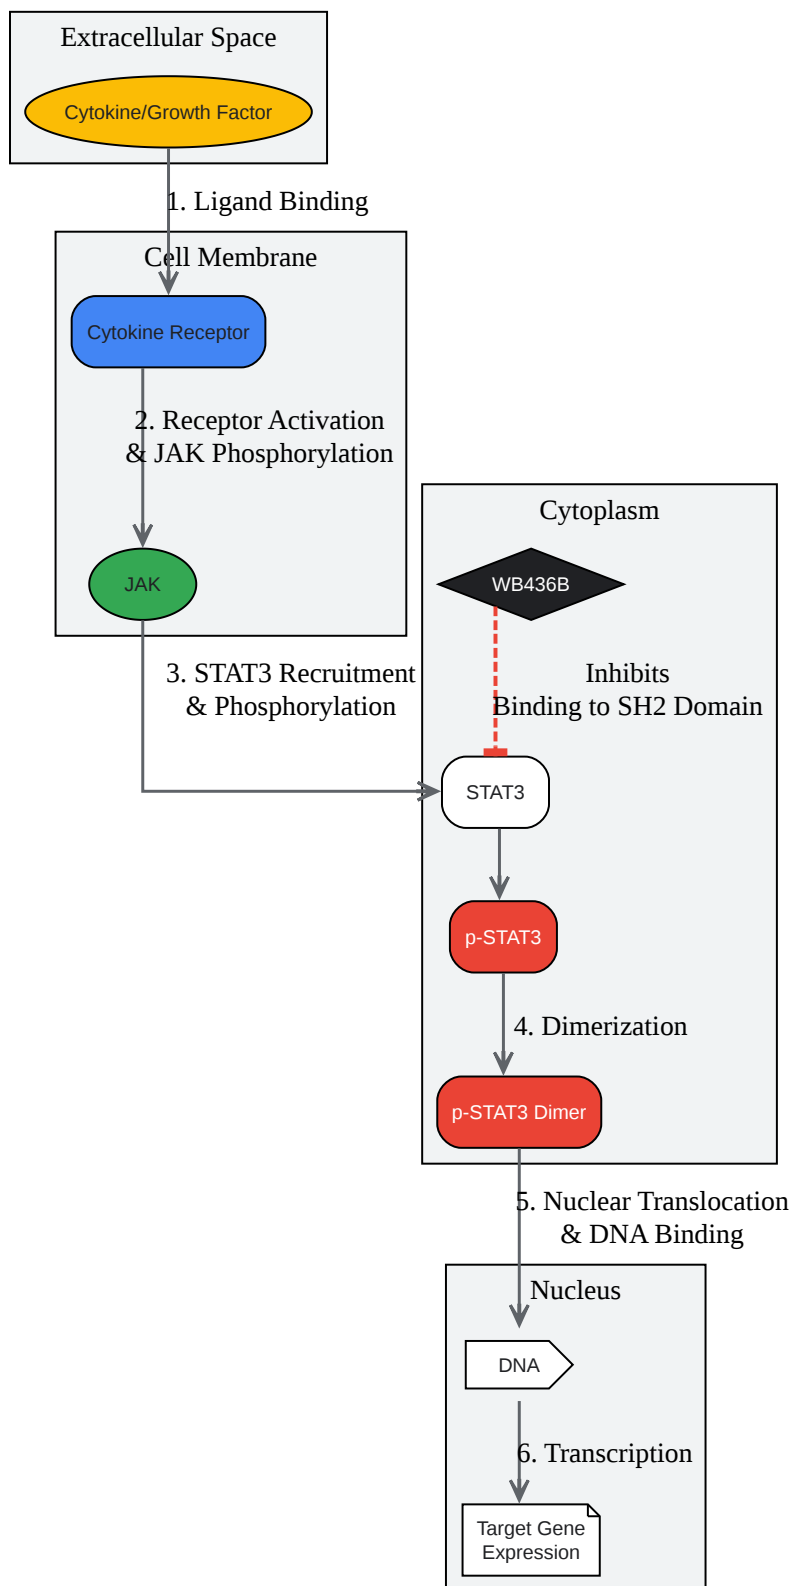 Extracellular Space
Cytokine/Growth Factor
1. Ligand Binding
Cell Membrane
Cytokine Receptor
2. Receptor Activation
& JAK Phosphorylation
JAK
Cytoplasm
WB436B
3. STAT3 Recruitment
& Phosphorylation
Inhibits
Binding to SH2 Domain
STAT3
p-STAT3
4. Dimerization
p-STAT3 Dimer
5. Nuclear Translocation
& DNA Binding
Nucleus
DNA
6. Transcription
Target Gene
Expression